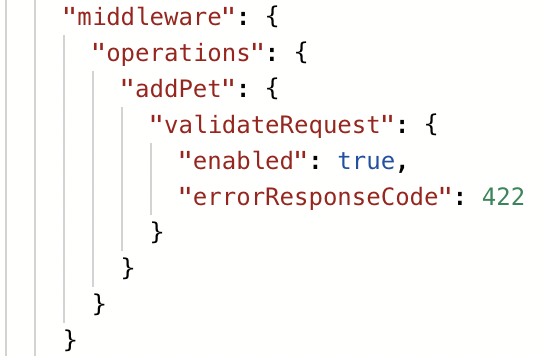 "middleware": {
"operations": {
"addPet": {
"validateRequest": {
"enabled": true,
"errorResponseCode": 422
}
}
}
}